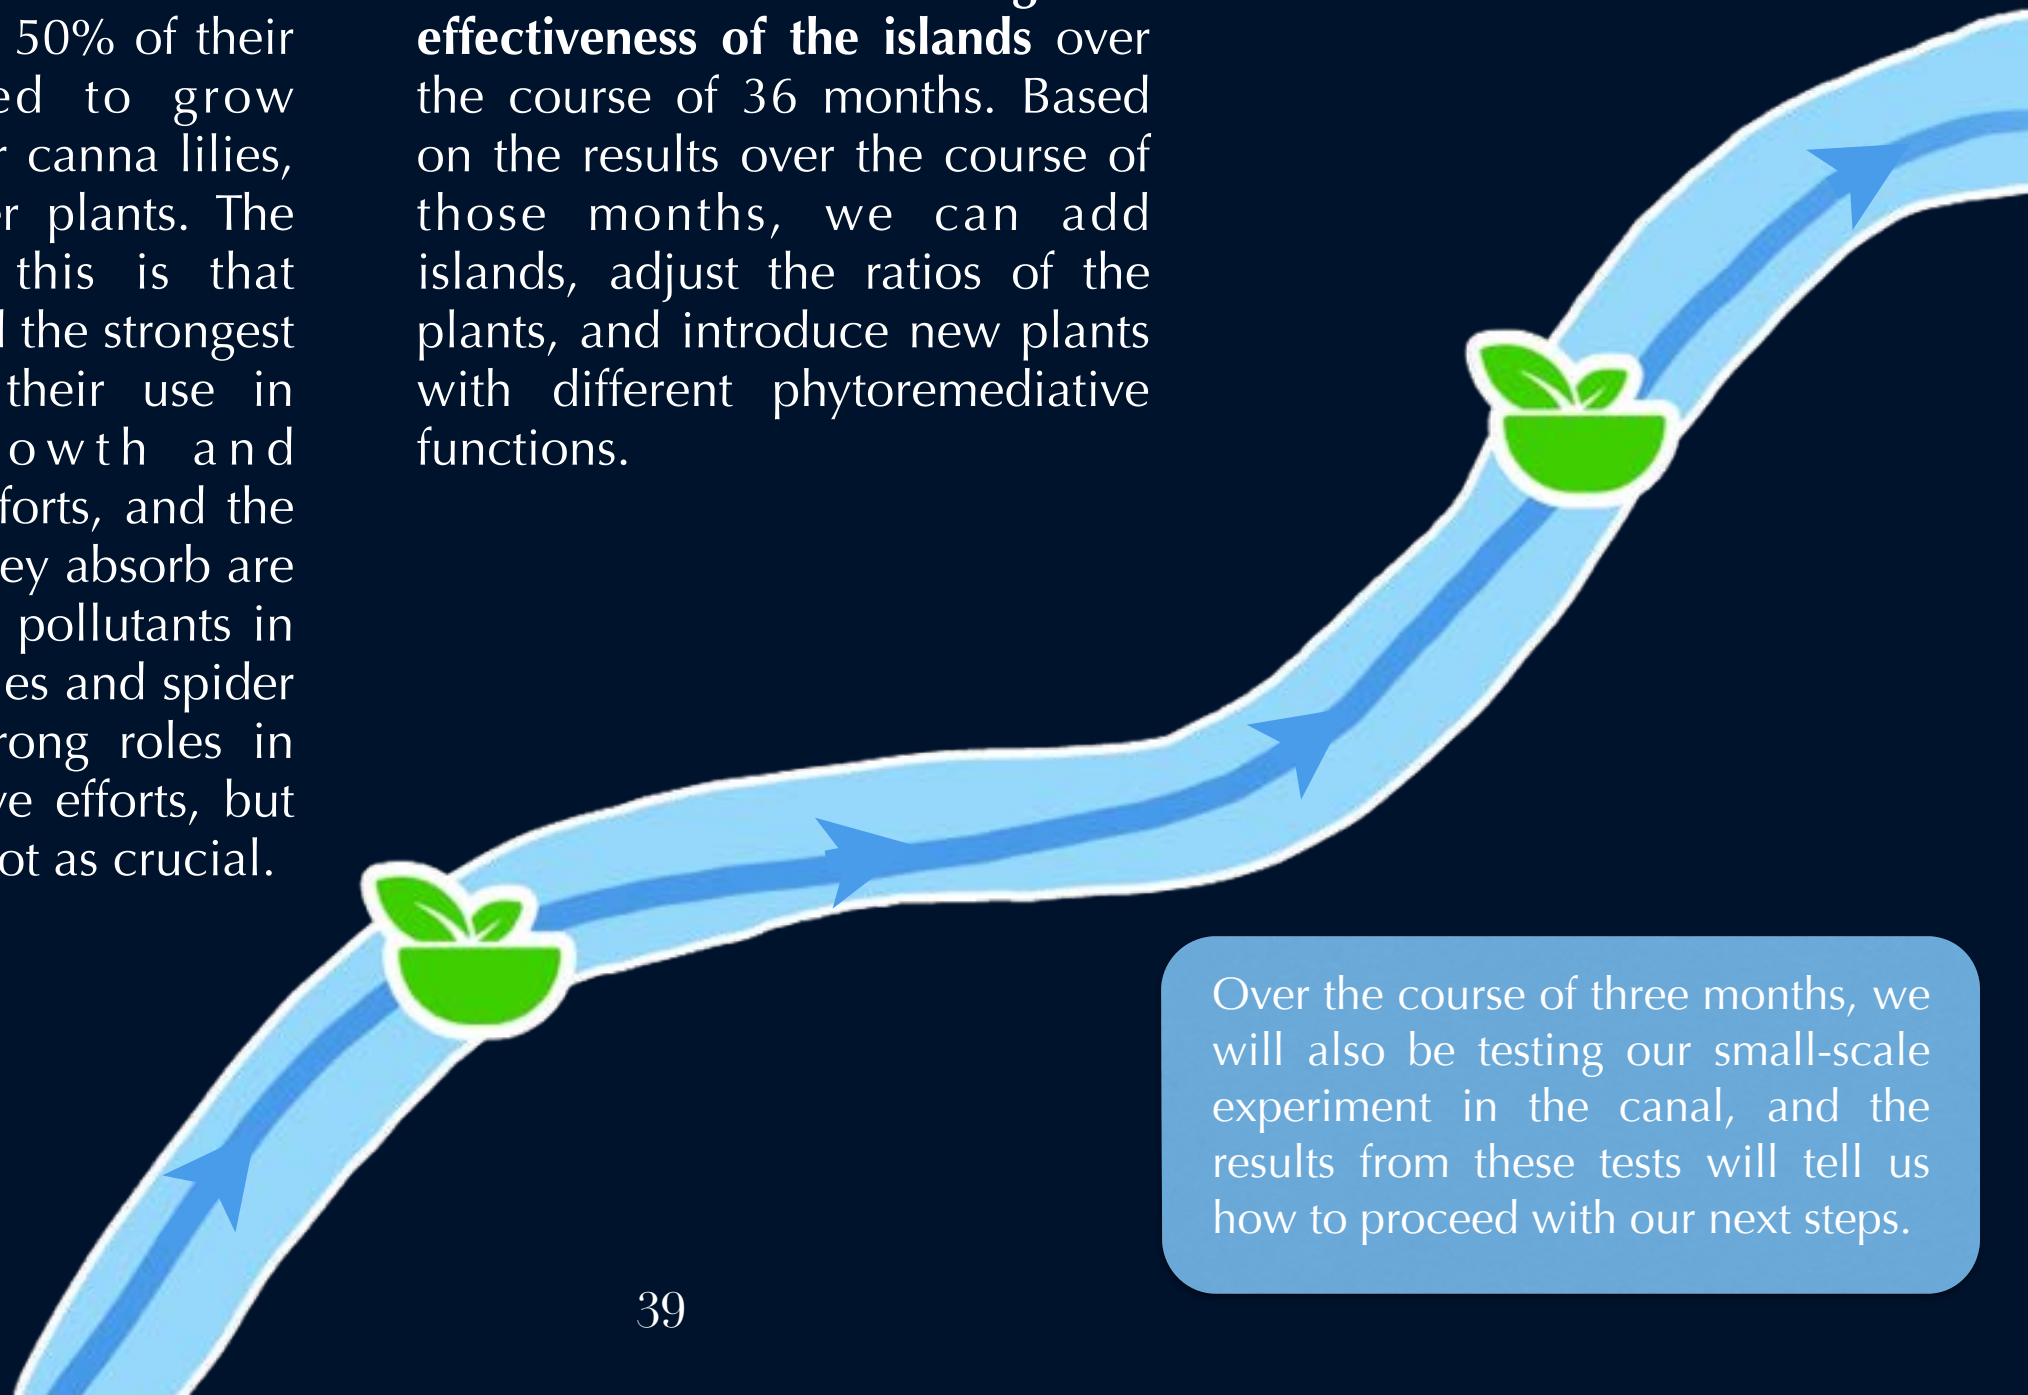 50% of their
to grow
canna lilies,
plants. The
this is that
the strongest
their use in
and
and the
absorb are
pollutants in
and spider
roles in
efforts, but
as crucial.
effectiveness of the islands over
the course of 36 months. Based
on the results over the course of
those months, we can add
islands, adjust the ratios of the
plants, and introduce new plants
with different phytoremediative
functions.
Over the course of three months, we
will also be testing our small-scale
experiment in the canal, and the
results from these tests will tell us
how to proceed with our next steps.
39